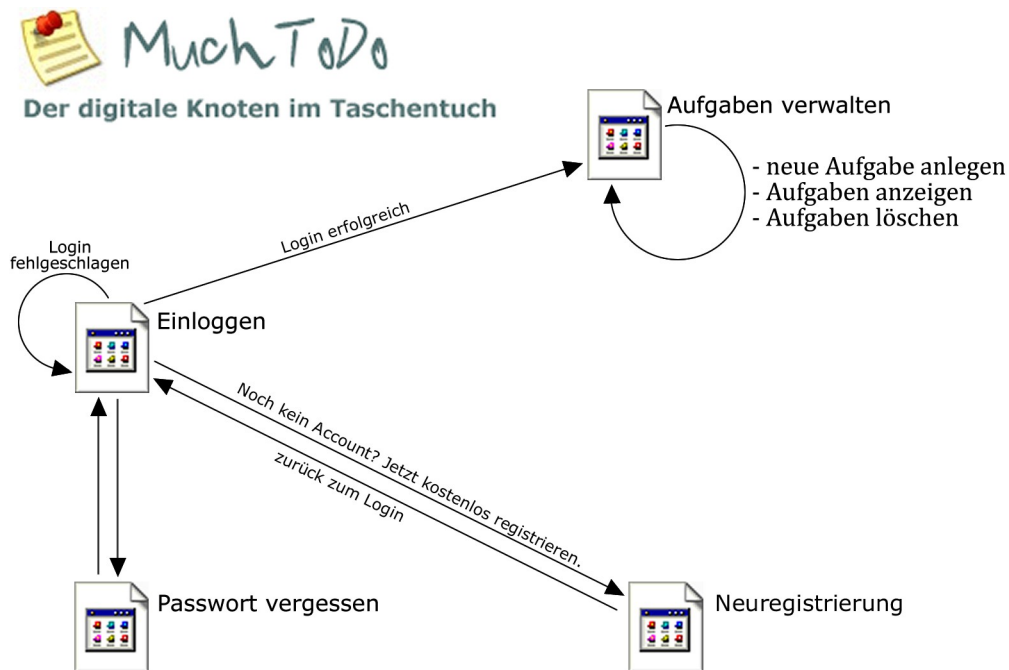 MuchToDo
Der digitale Knoten im Taschentuch
Aufgaben verwalten
- neue Aufgabe anlegen
- Aufgaben anzeigen
- Aufgaben löschen
Login erfolgreich
Login
fehlgeschlagen
Einloggen
Noch kein Account? Jetzt kostenlos registrieren.
zurück zum Login
Passwort vergessen
Neuregistrierung